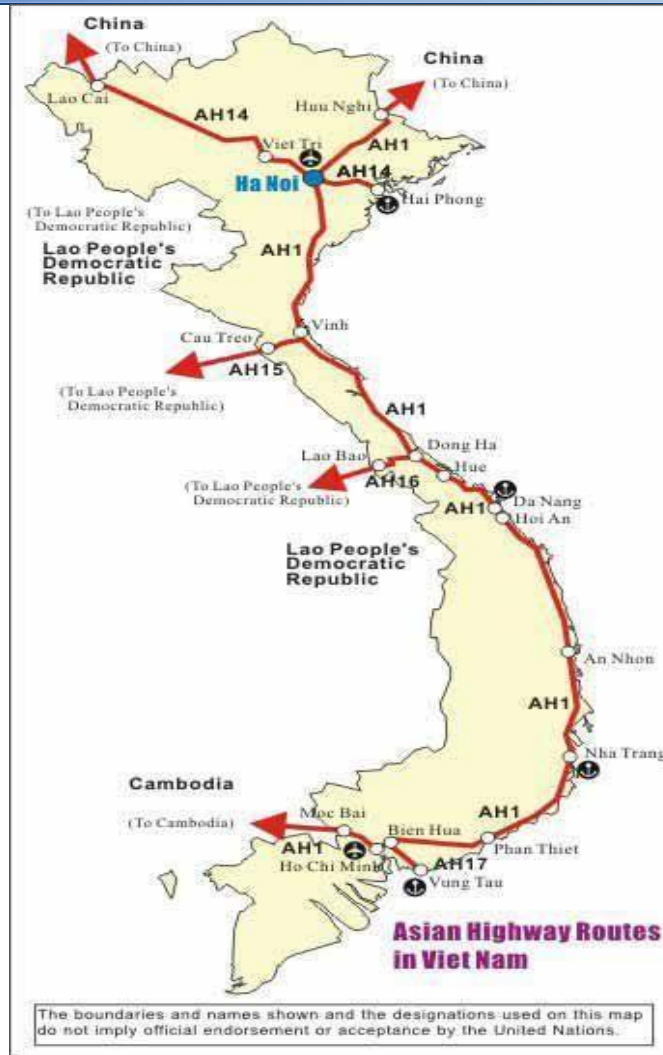 China
(To China)
China
(To China)
Lao Cai
Huu Nghi
AH14
AH1
Viet Tri
AH14
Ha Noi
Hai Phong
(To Lao People's
Democratic Republic)
Lao People's
Democratic
Republic
AH1
Vinh
Cau Treo
AH15
(To Lao People's
Democratic Repuhlic)
AH1
Dong Ha
Lao Bao
Hue
AH16
(To Lao People's
Democratic Republic)
Da Nang
AH1
Hoi An
Lao People's
Democratic
Republic
An Nhon
AH1
Nha Trang
Cambodia
(To Cambodia)
Moc Bai
Bien Hua
AH1
Phan Thiet
AH1
Ho Chi Minh
AH17
Vung Tau
Asian Highway Routes
in Viet Nam
The boundaries and names shown and the designations used on this map
do not imply official endorsement or acceptance by the United Nations.